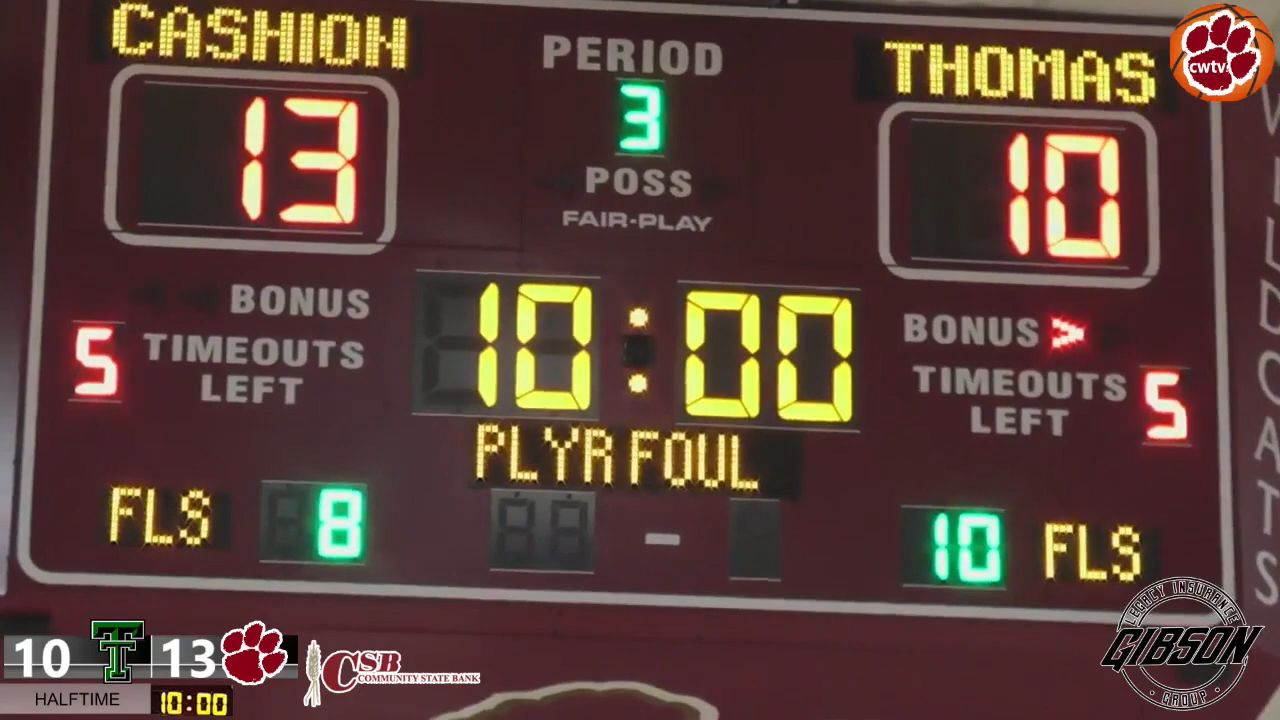 CASHION
PERIOD
THOMAS
cwtv
13
3
10
POSS
FAIR-PLAY
BONUS
10:00
BONUS >
5
TIMEOUTS
LEFT
TIMEOUTS
LEFT
5
PLYR FOUL
FLS
8
-
10
FLS
WILDCATS
10
T
13
HALFTIME
10:00
CSB
COMMUNITY STATE BANK
LEGACY INSURANCE
GIBSON
GROUP